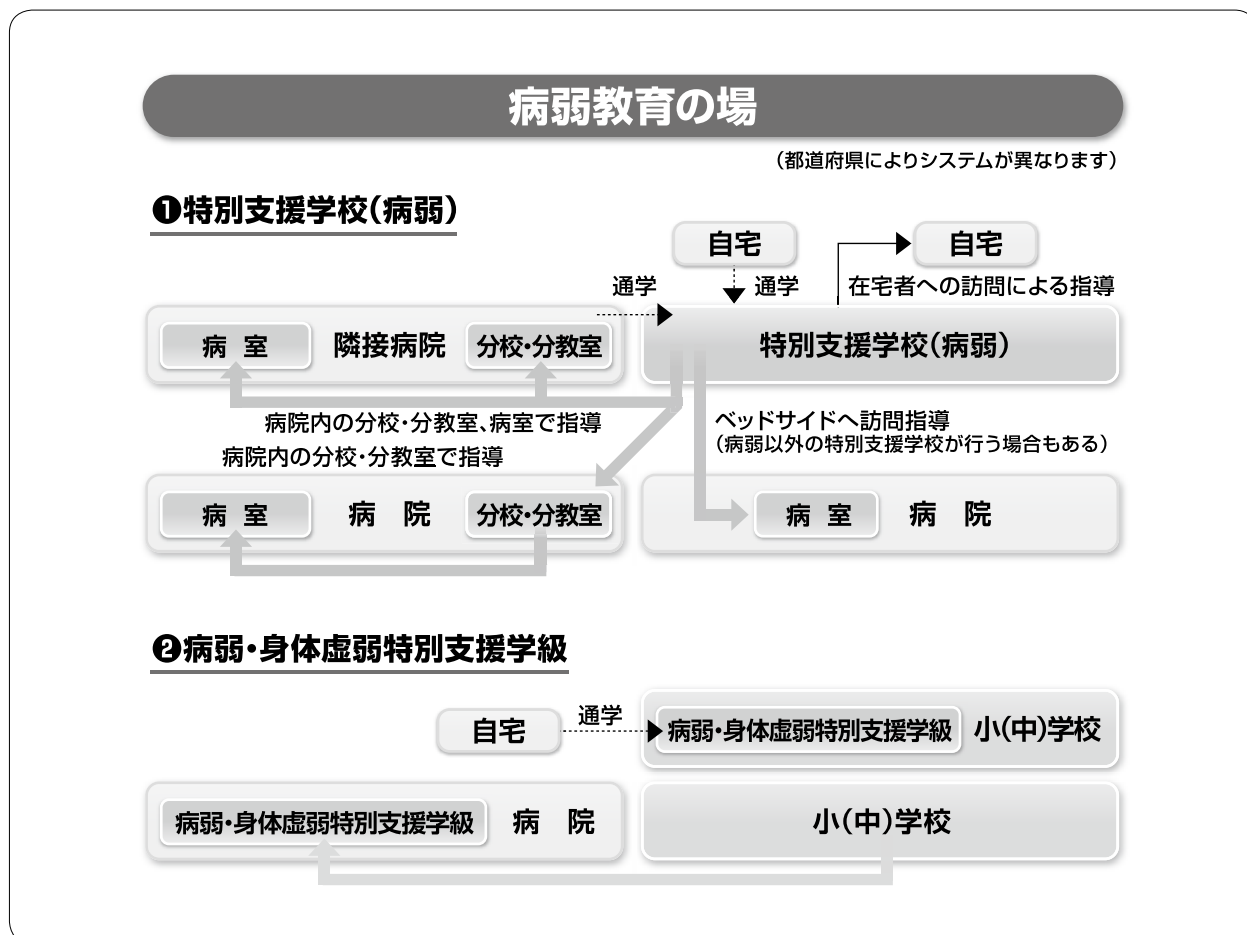 病弱教育の場
（都道府県によりシステムが異なります）
❶特別支援学校（病弱）
自宅
自宅
通学
通学
在宅者への訪問による指導
病 室
隣接病院
分校・分教室
特別支援学校（病弱）
病院内の分校・分教室、病室で指導
ベッドサイドへ訪問指導
（病弱以外の特別支援学校が行う場合もある）
病院内の分校・分教室で指導
病 室
病 院
分校・分教室
病 室
病 院
❷病弱・身体虚弱特別支援学級
自宅
通学
病弱・身体虚弱特別支援学級
小（中）学校
病弱・身体虚弱特別支援学級
病 院
小（中）学校